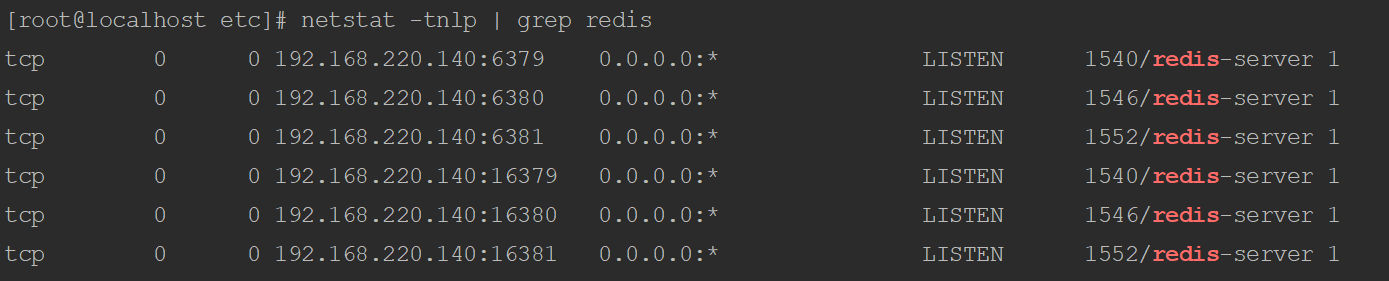 [root@localhost etc]# netstat -tnlp | grep redis
tcp        0      0 192.168.220.140:6379    0.0.0.0:*               LISTEN      1540/redis-server 1
tcp        0      0 192.168.220.140:6380    0.0.0.0:*               LISTEN      1546/redis-server 1
tcp        0      0 192.168.220.140:6381    0.0.0.0:*               LISTEN      1552/redis-server 1
tcp        0      0 192.168.220.140:16379   0.0.0.0:*               LISTEN      1540/redis-server 1
tcp        0      0 192.168.220.140:16380   0.0.0.0:*               LISTEN      1546/redis-server 1
tcp        0      0 192.168.220.140:16381   0.0.0.0:*               LISTEN      1552/redis-server 1